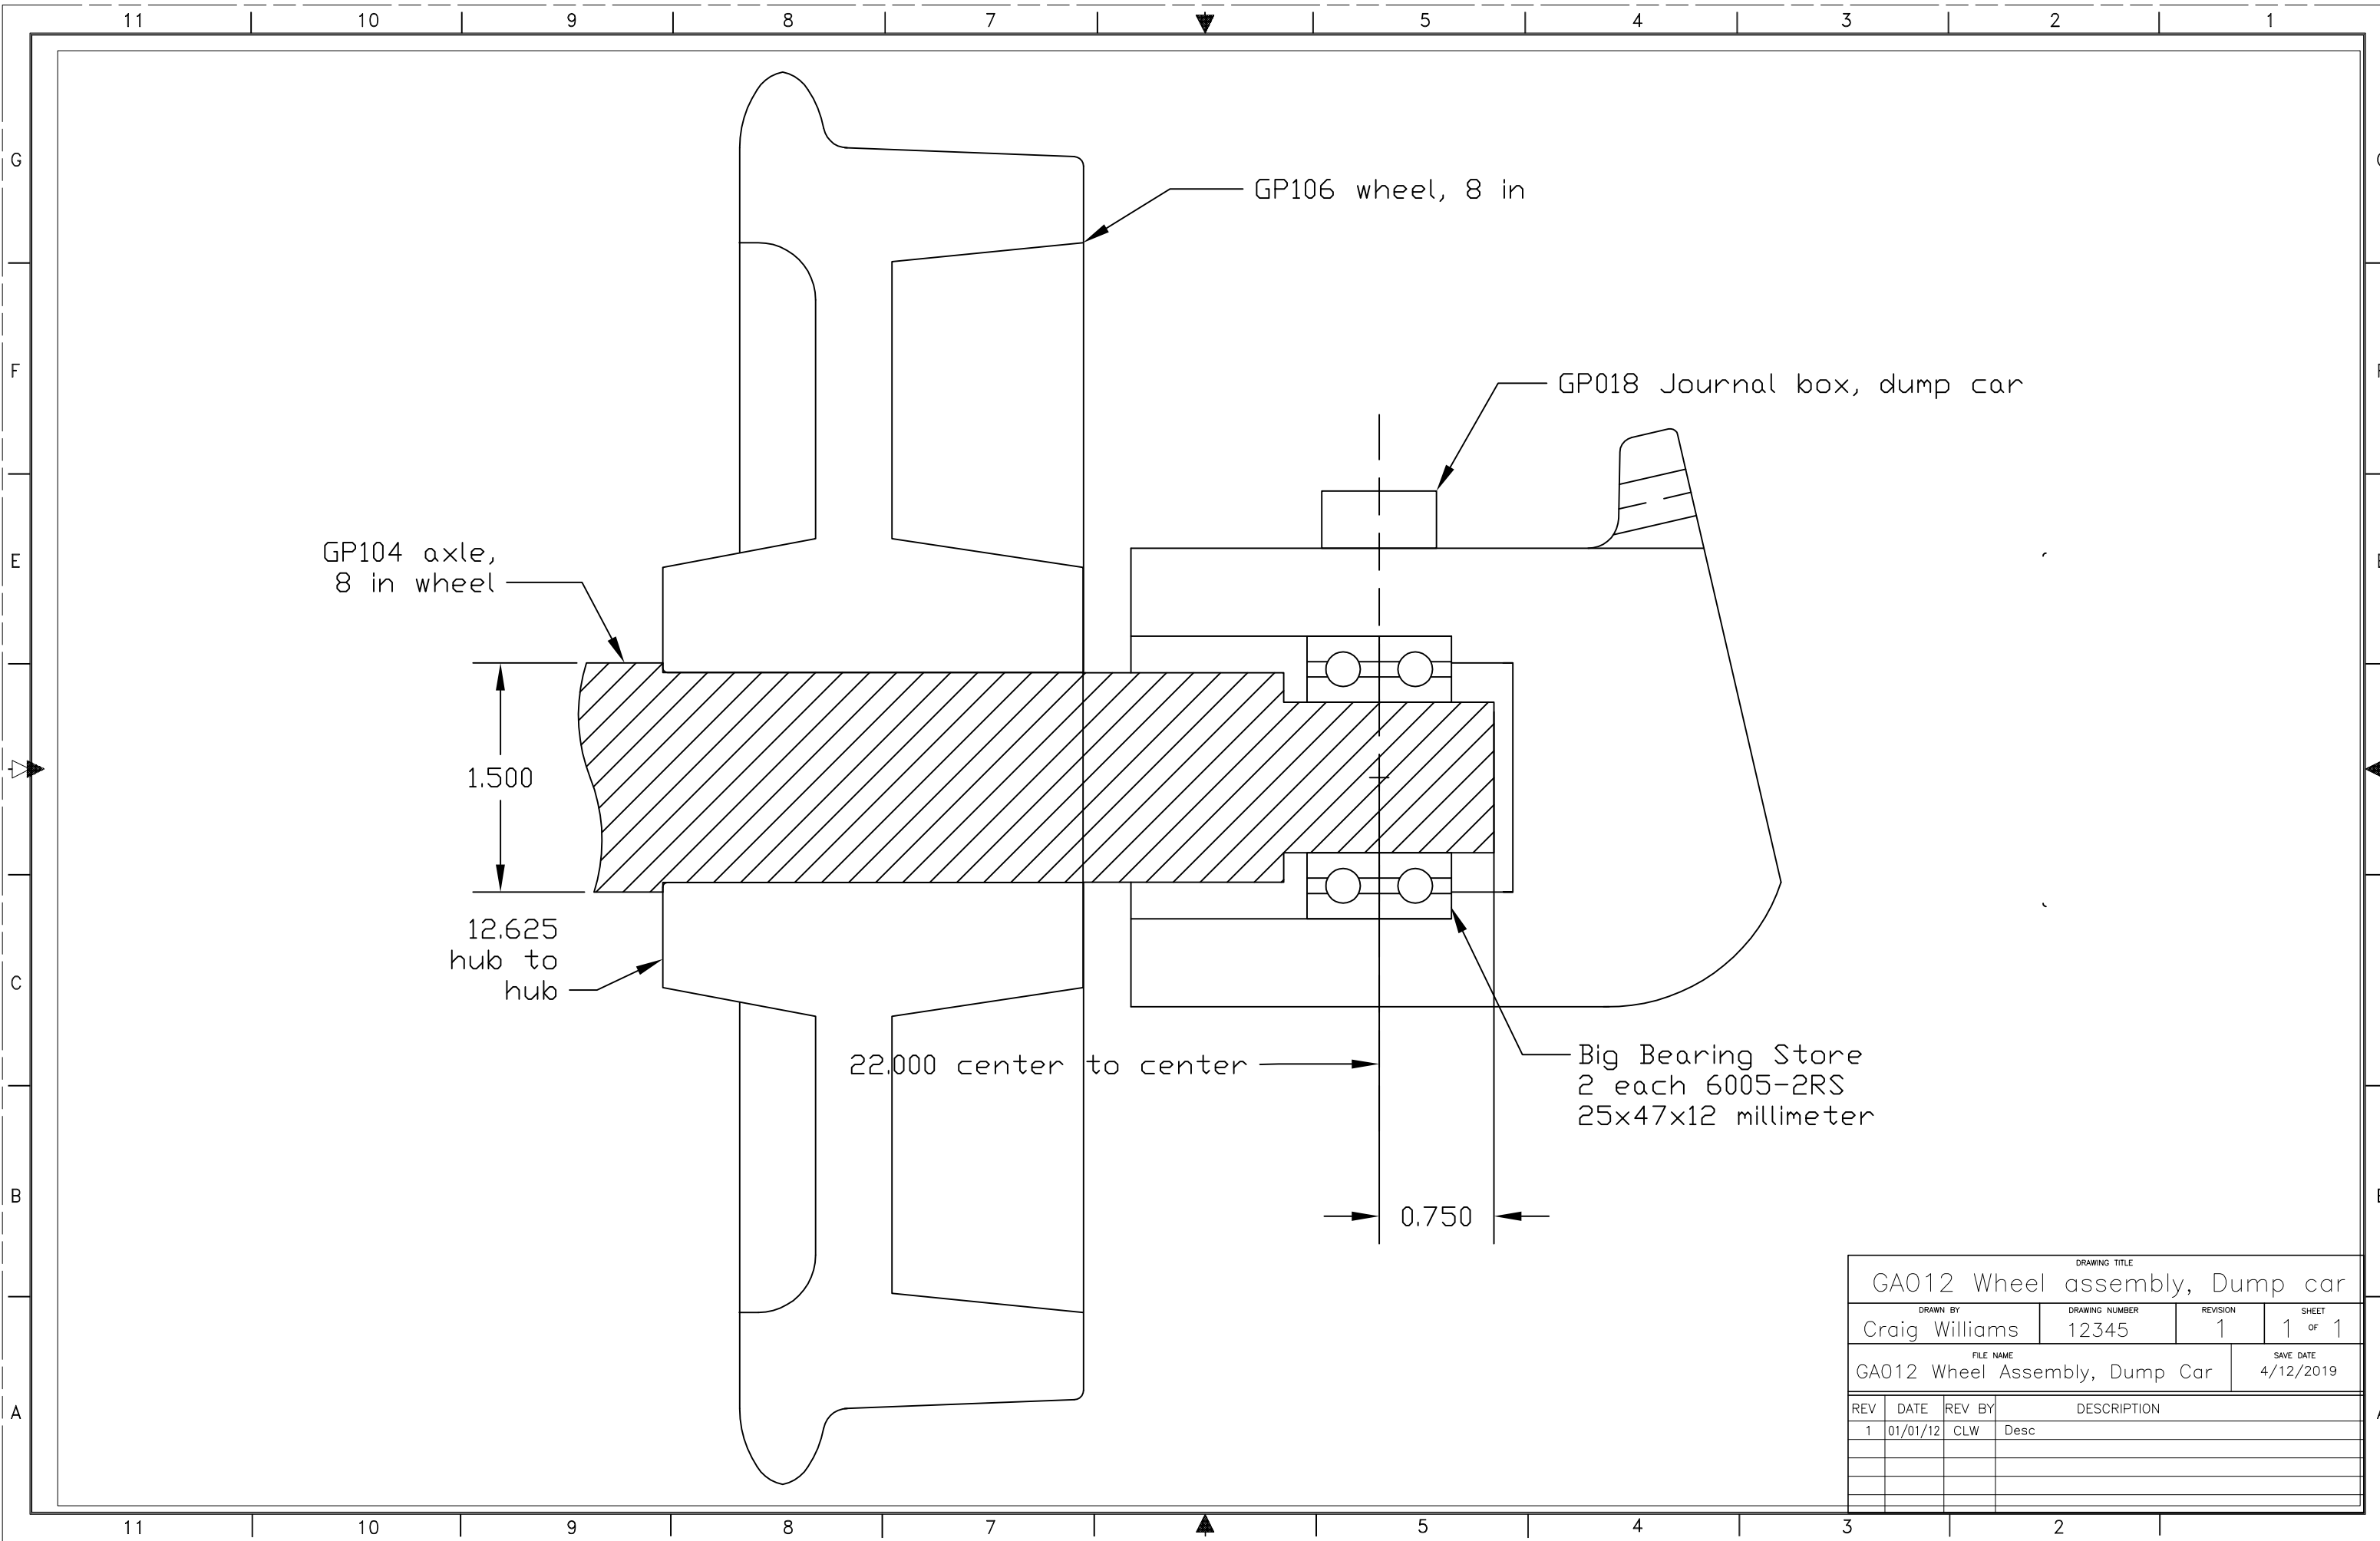 11 10 9 8 7 5 4 3 2 1
G
F
E
C
B
A
GP106 wheel, 8 in
GP018 Journal box, dump car
GP104 axle,
8 in wheel
1.500
12.625
hub to
hub
22.000 center to center
Big Bearing Store
2 each 6005-2RS
25x47x12 millimeter
0.750
DRAWING TITLE
GA012 Wheel assembly, Dump car
DRAWN BY DRAWING NUMBER REVISION SHEET
Craig Williams 12345 1 1 OF 1
FILE NAME SAVE DATE
GA012 Wheel Assembly, Dump Car 4/12/2019
REV DATE REV BY DESCRIPTION
1 01/01/12 CLW Desc
11 10 9 8 7 5 4 3 2